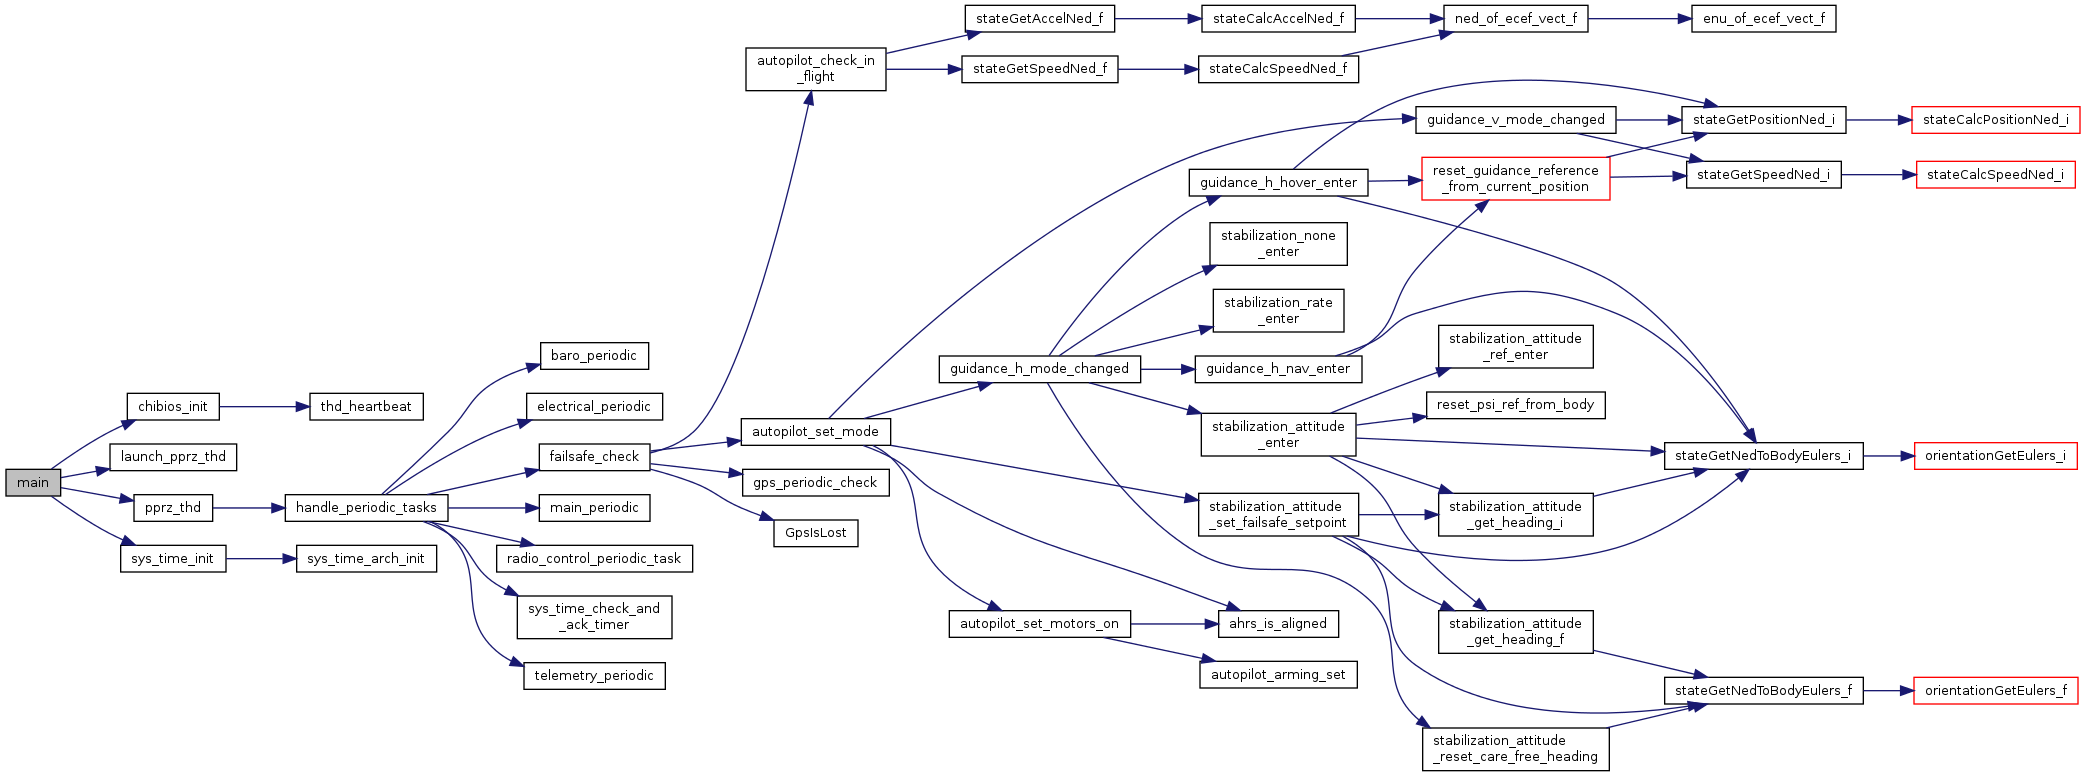 stateGetAccelNed_f
stateCalcAccelNed_f
ned_of_ecef_vect_f
enu_of_ecef_vect_f
autopilot_check_in
_flight
stateGetSpeedNed_f
stateCalcSpeedNed_f
guidance_v_mode_changed
stateGetPositionNed_i
stateCalcPositionNed_i
guidance_h_hover_enter
reset_guidance_reference
_from_current_position
stateGetSpeedNed_i
stateCalcSpeedNed_i
stabilization_none
_enter
stabilization_rate
_enter
baro_periodic
guidance_h_mode_changed
guidance_h_nav_enter
stabilization_attitude
_ref_enter
chibios_init
thd_heartbeat
electrical_periodic
reset_psi_ref_from_body
autopilot_set_mode
stabilization_attitude
_enter
launch_pprz_thd
failsafe_check
stateGetNedToBodyEulers_i
orientationGetEulers_i
main
gps_periodic_check
pprz_thd
handle_periodic_tasks
main_periodic
stabilization_attitude
_set_failsafe_setpoint
stabilization_attitude
_get_heading_i
GpsIsLost
sys_time_init
sys_time_arch_init
radio_control_periodic_task
sys_time_check_and
_ack_timer
autopilot_set_motors_on
ahrs_is_aligned
stabilization_attitude
_get_heading_f
telemetry_periodic
autopilot_arming_set
stateGetNedToBodyEulers_f
orientationGetEulers_f
stabilization_attitude
_reset_care_free_heading